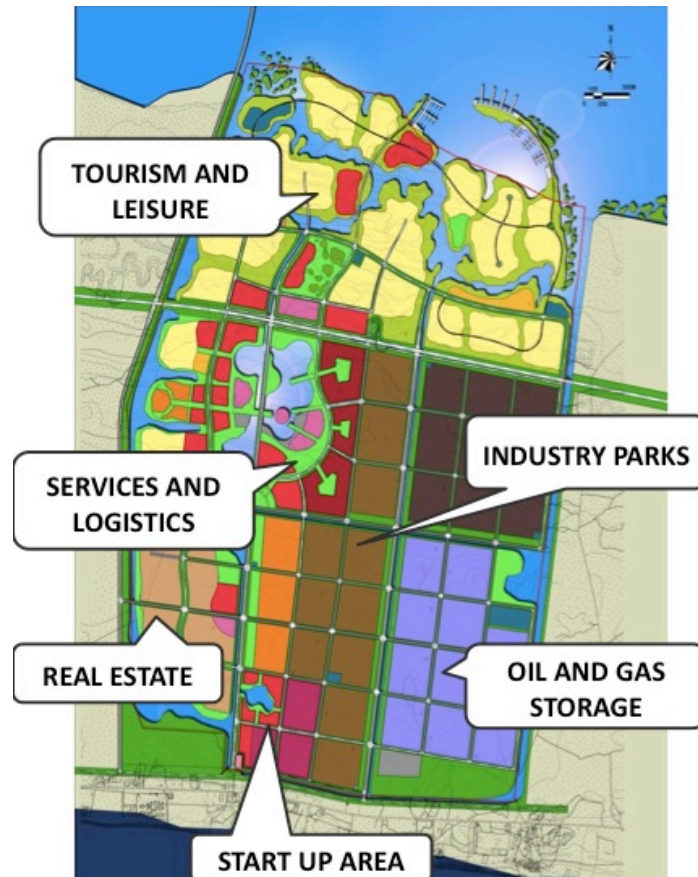 N
TOURISM AND
LEISURE
INDUSTRY PARKS
SERVICES AND
LOGISTICS
REAL ESTATE
OIL AND GAS
STORAGE
START UP AREA